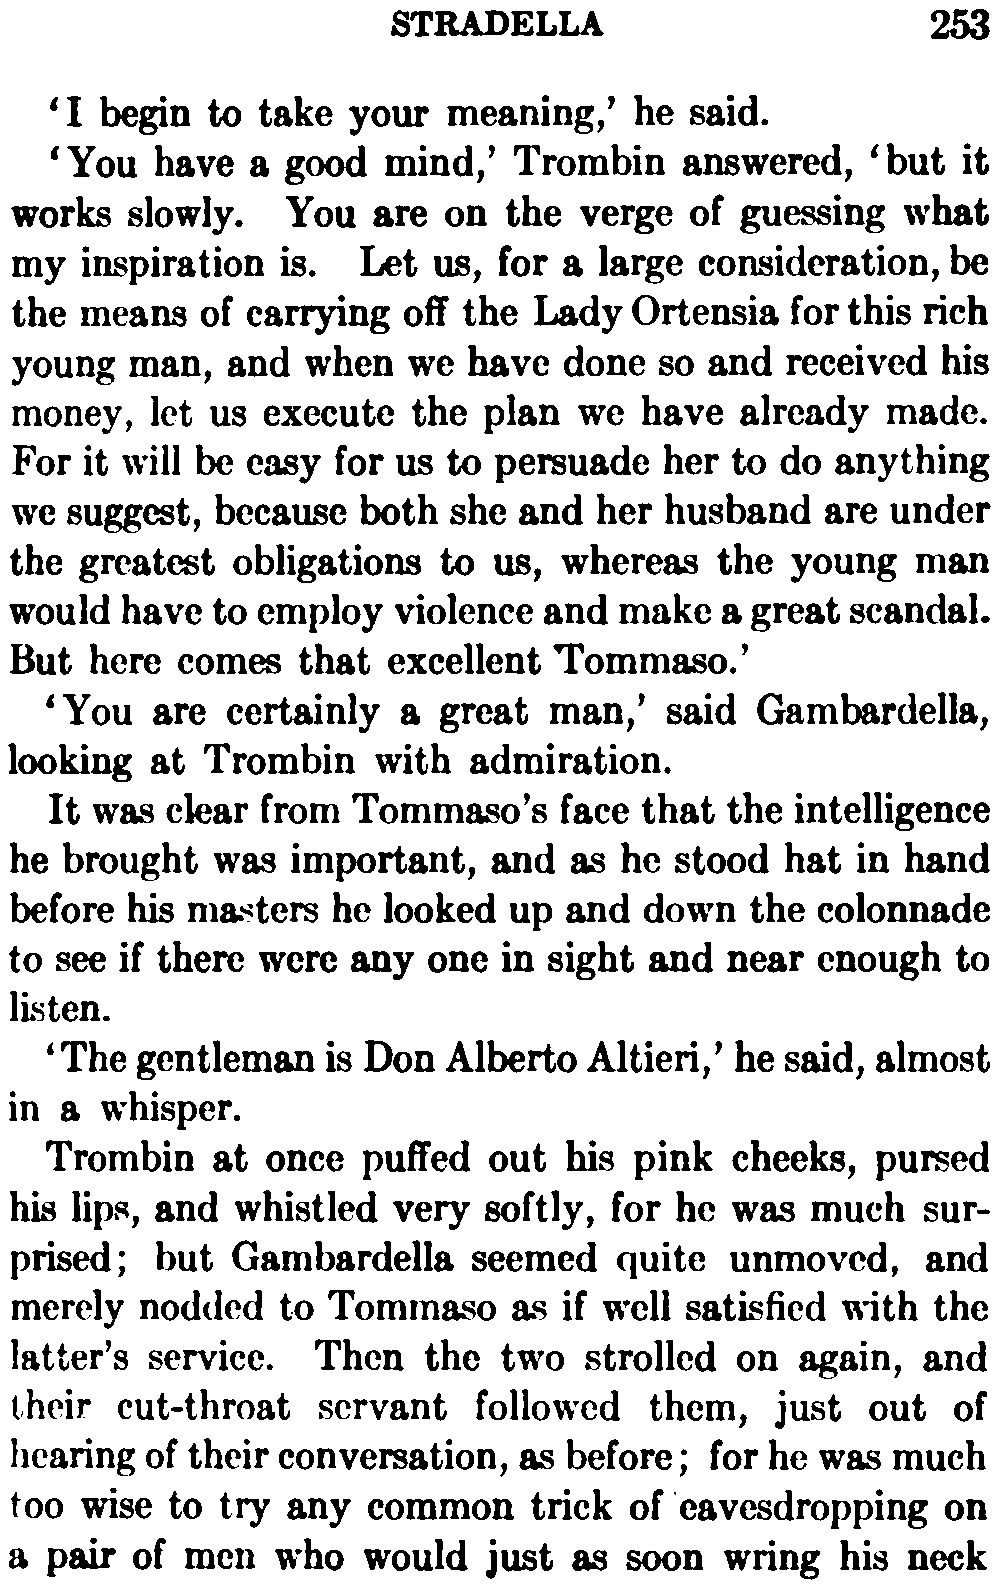 STRADELLA 253
‘I begin to take your meaning,’ he said.
‘You have a good mind,’ Trombin answered, ‘but it
works slowly. You are on the verge of guessing what
my inspiration is. Let us, for a large consideration, be
the means of carrying off the Lady Ortensia for this rich
young man, and when we have done so and received his
money, let us execute the plan we have already made.
For it will be easy for us to persuade her to do anything
we suggest, because both she and her husband are under
the greatest obligations to us, whereas the young man
would have to employ violence and make a great scandal.
But here comes that excellent Tommaso.’
‘You are certainly a great man,’ said Gambardella,
looking at Trombin with admiration.
It was clear from Tommaso’s face that the intelligence
he brought was important, and as he stood hat in hand
before his masters he looked up and down the colonnade
to see if there were any one in sight and near enough to
listen.
‘The gentleman is Don Alberto Altieri,’ he said, almost
in a whisper.
Trombin at once puffed out his pink cheeks, pursed
his lips, and whistled very softly, for he was much sur-
prised; but Gambardella seemed quite unmoved, and
merely nodded to Tommaso as if well satisfied with the
latter’s service. Then the two strolled on again, and
their cut-throat servant followed them, just out of
hearing of their conversation, as before; for he was much
too wise to try any common trick of eavesdropping on
a pair of men who would just as soon wring his neck